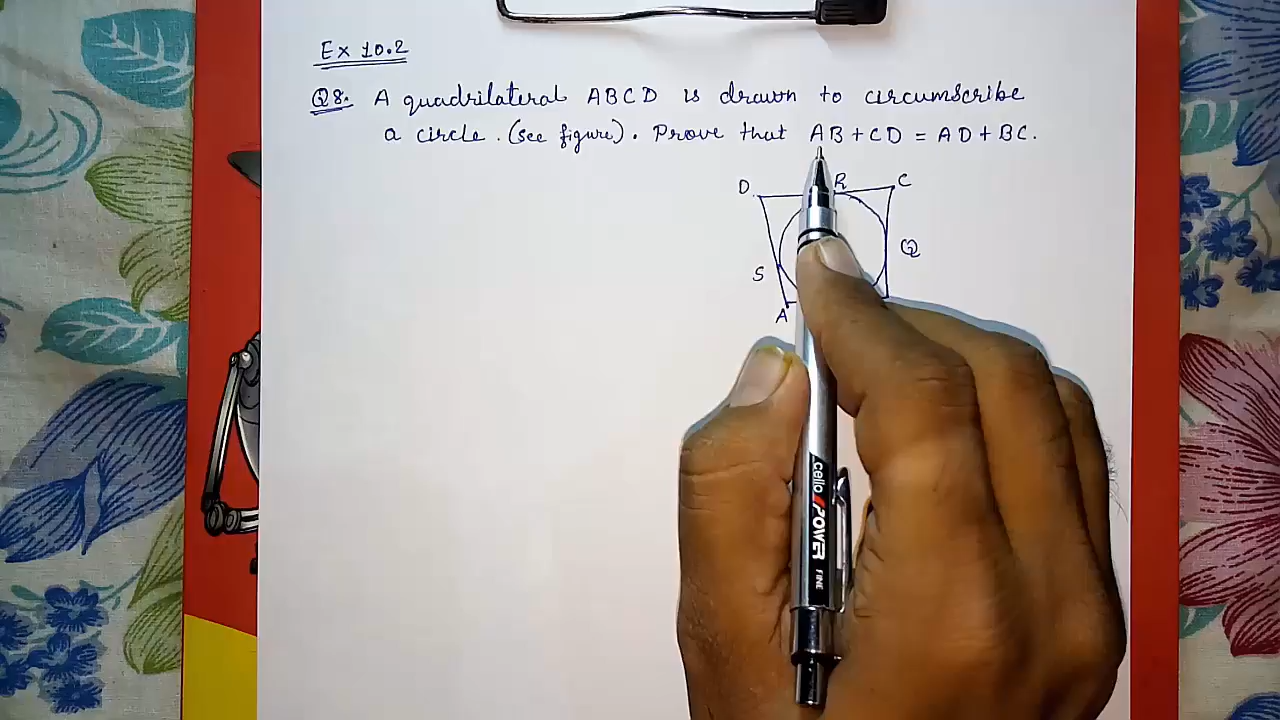 Ex 10.2
Q8. A quadrilateral ABCD is drawn to circumscribe
a circle. (see figure). Prove that AB + CD = AD + BC.
D R C
Q
S
A
cello POWER FINE